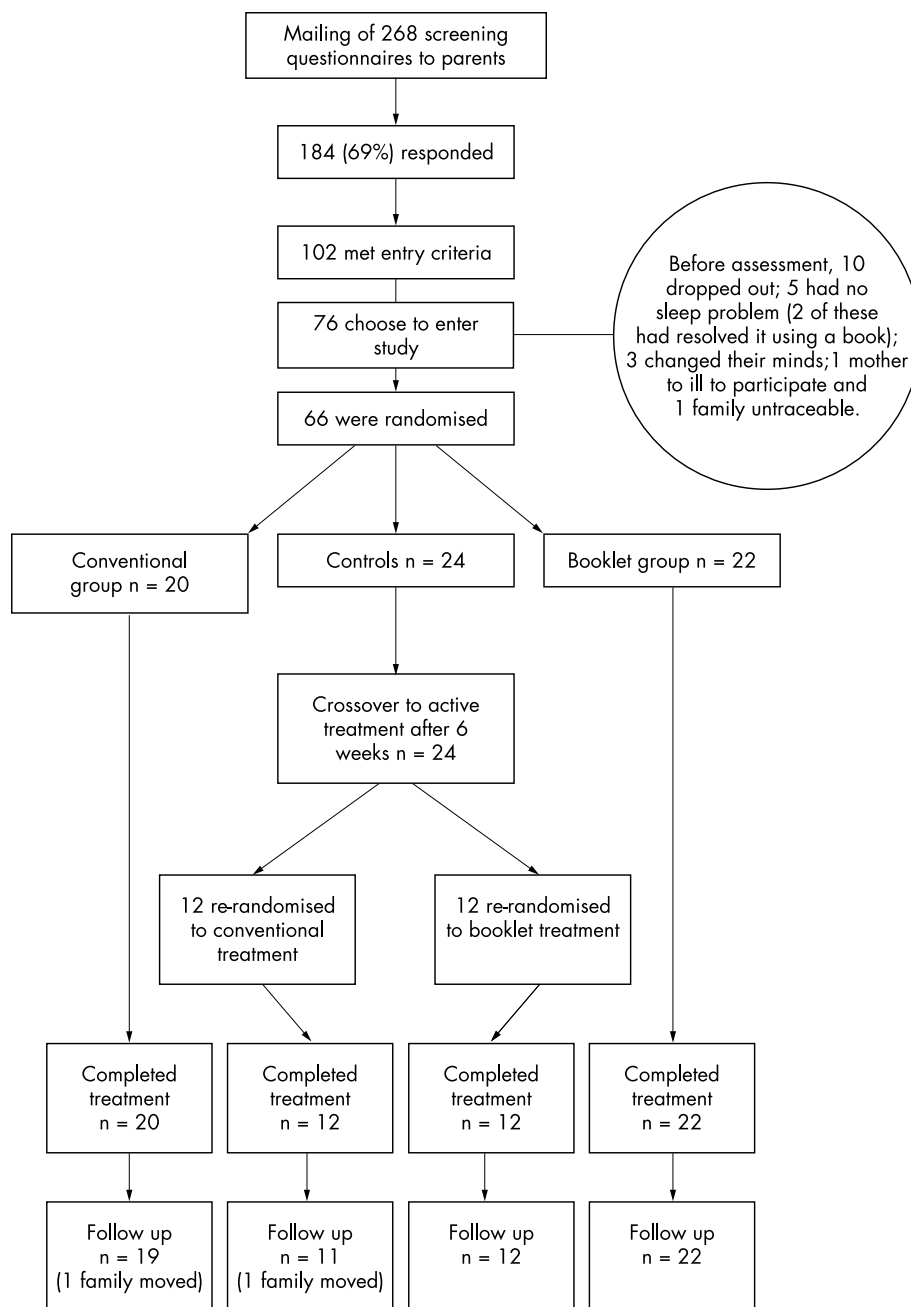 Mailing of 268 screening
questionnaires to parents
184 (69%) responded
102 met entry criteria
76 choose to enter
study
Before assessment, 10
dropped out; 5 had no
sleep problem (2 of these
had resolved it using a book);
3 changed their minds;1 mother
to ill to participate and
1 family untraceable.
66 were randomised
Conventional
group n = 20
Controls n = 24
Booklet group n = 22
Crossover to active
treatment after 6
weeks n = 24
12 re-randomised
to conventional
treatment
12 re-randomised
to booklet treatment
Completed
treatment
n = 20
Completed
treatment
n = 12
Completed
treatment
n = 12
Completed
treatment
n = 22
Follow up
n = 19
(1 family moved)
Follow up
n = 11
(1 family moved)
Follow up
n = 12
Follow up
n = 22